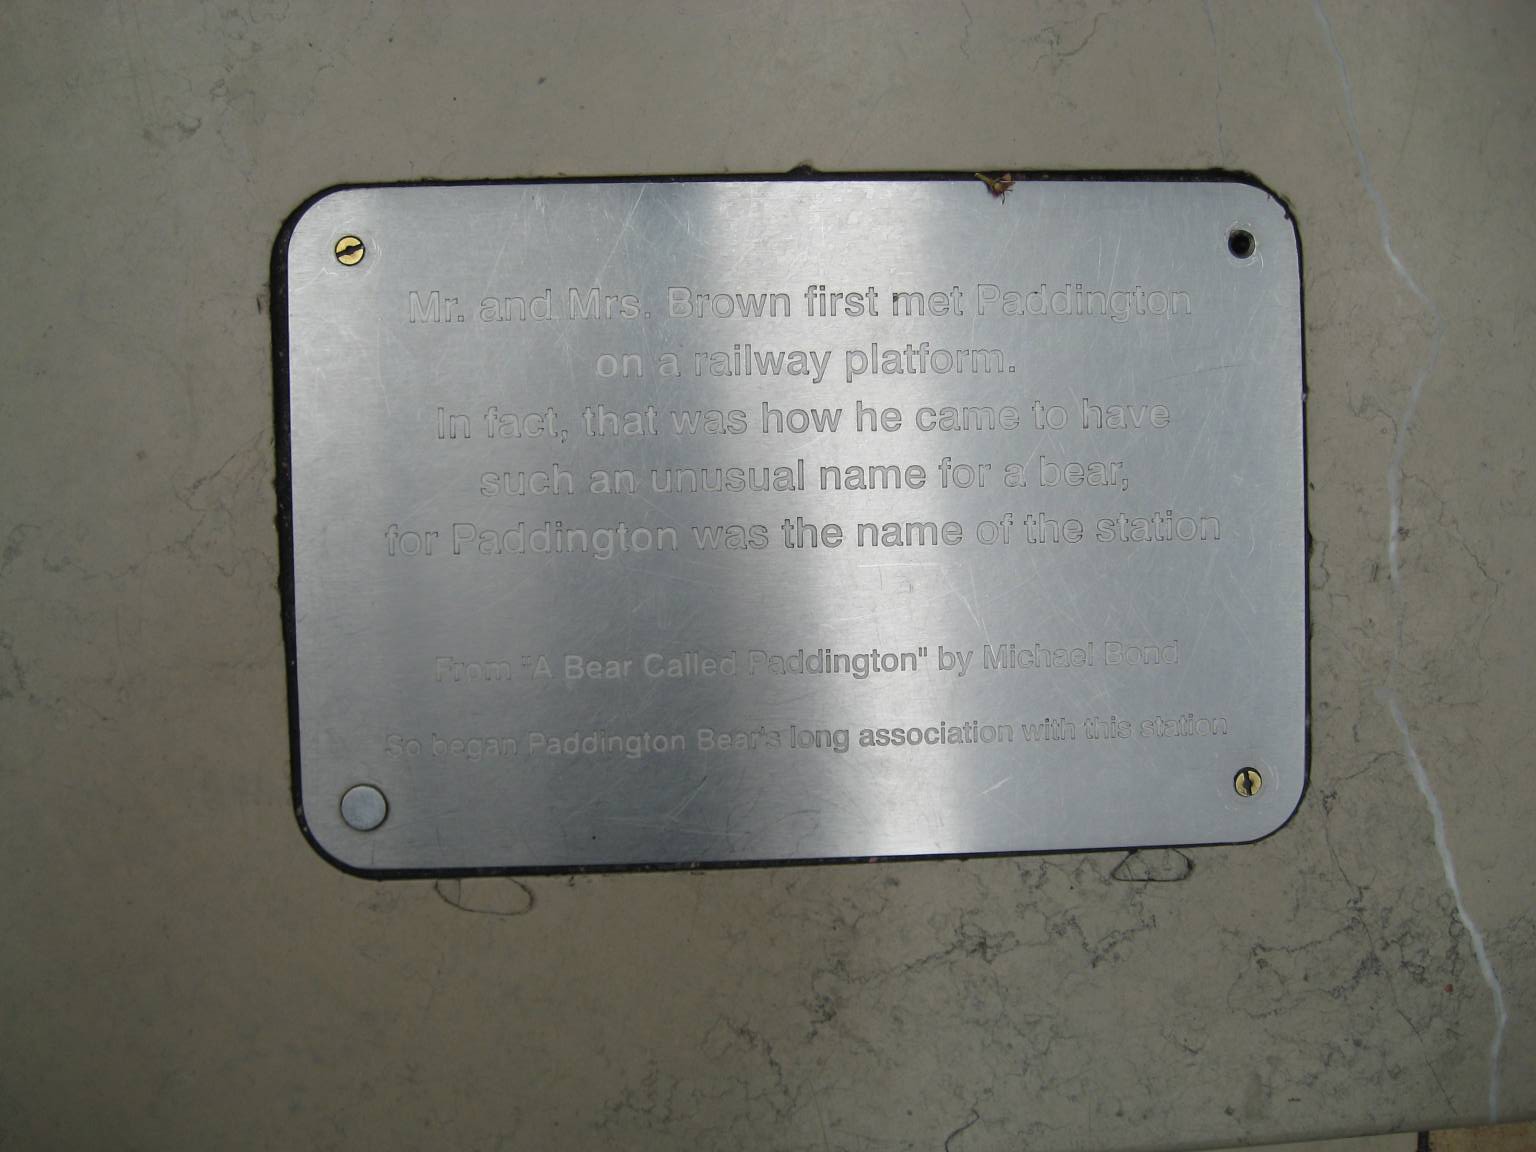 Mr. and Mrs. Brown first met Paddington
on a railway platform.
In fact, that was how he came to have
such an unusual name for a bear,
for Paddington was the name of the station
From "A Bear Called Paddington" by Michael Bond
So began Paddington Bear's long association with this station